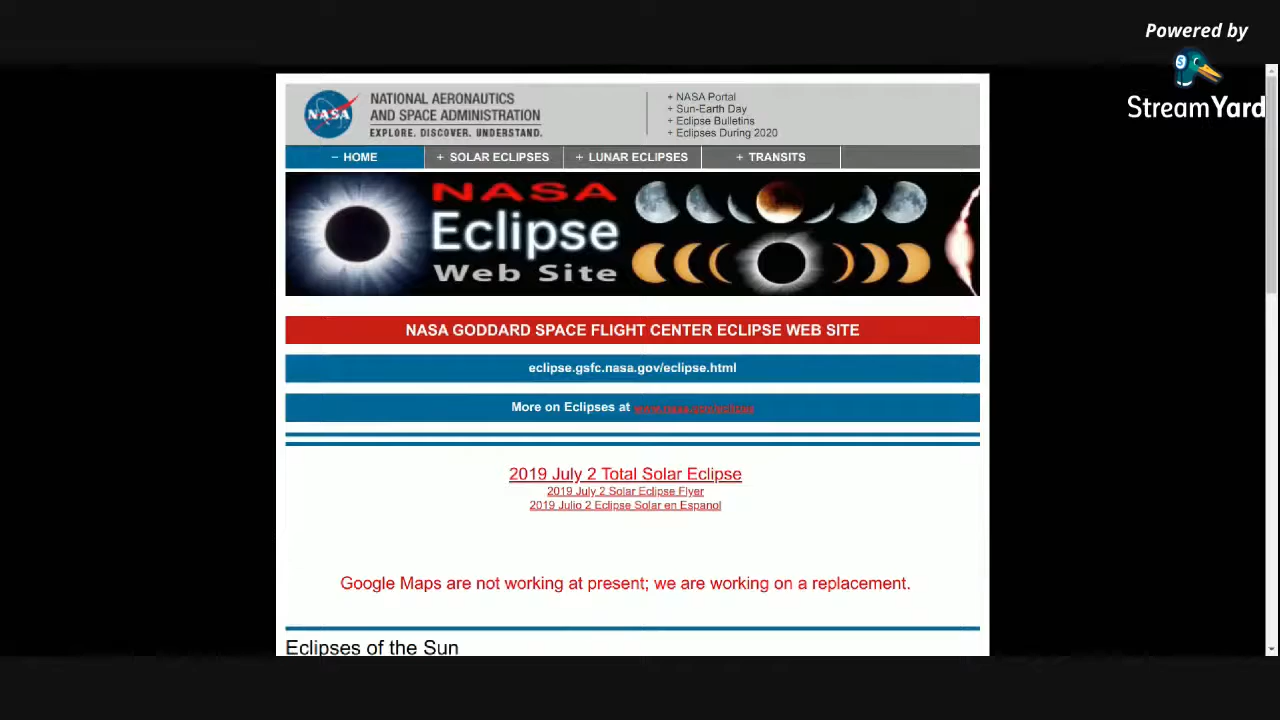 Powered by
StreamYard
NASA
NATIONAL AERONAUTICS
AND SPACE ADMINISTRATION
EXPLORE. DISCOVER. UNDERSTAND.
+ NASA Portal
+ Sun-Earth Day
+ Eclipse Bulletins
+ Eclipses During 2020
− HOME
+ SOLAR ECLIPSES
+ LUNAR ECLIPSES
+ TRANSITS
NASA
Eclipse
Web Site
NASA GODDARD SPACE FLIGHT CENTER ECLIPSE WEB SITE
eclipse.gsfc.nasa.gov/eclipse.html
More on Eclipses at www.nasa.gov/eclipse
2019 July 2 Total Solar Eclipse
2019 July 2 Solar Eclipse Flyer
2019 Julio 2 Eclipse Solar en Espanol
Google Maps are not working at present; we are working on a replacement.
Eclipses of the Sun